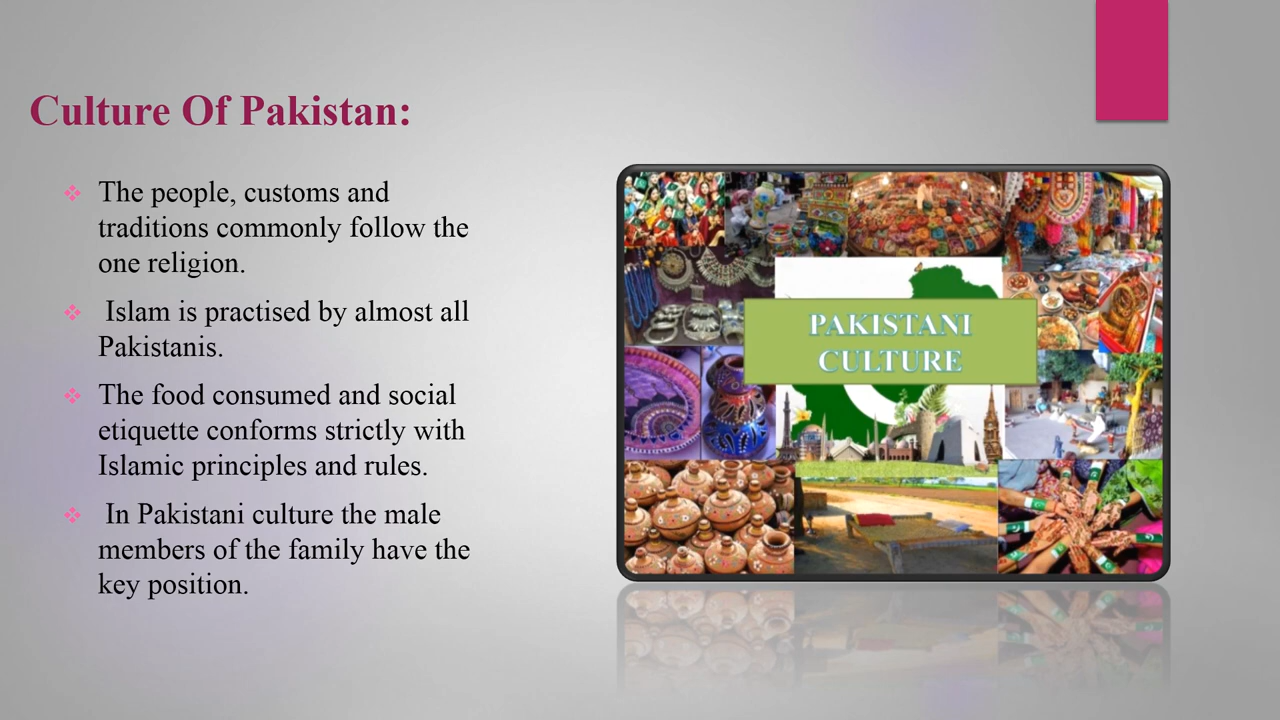 Culture Of Pakistan:
The people, customs and
traditions commonly follow the
one religion.
Islam is practised by almost all
Pakistanis.
The food consumed and social
etiquette conforms strictly with
Islamic principles and rules.
In Pakistani culture the male
members of the family have the
key position.
PAKISTANI
CULTURE